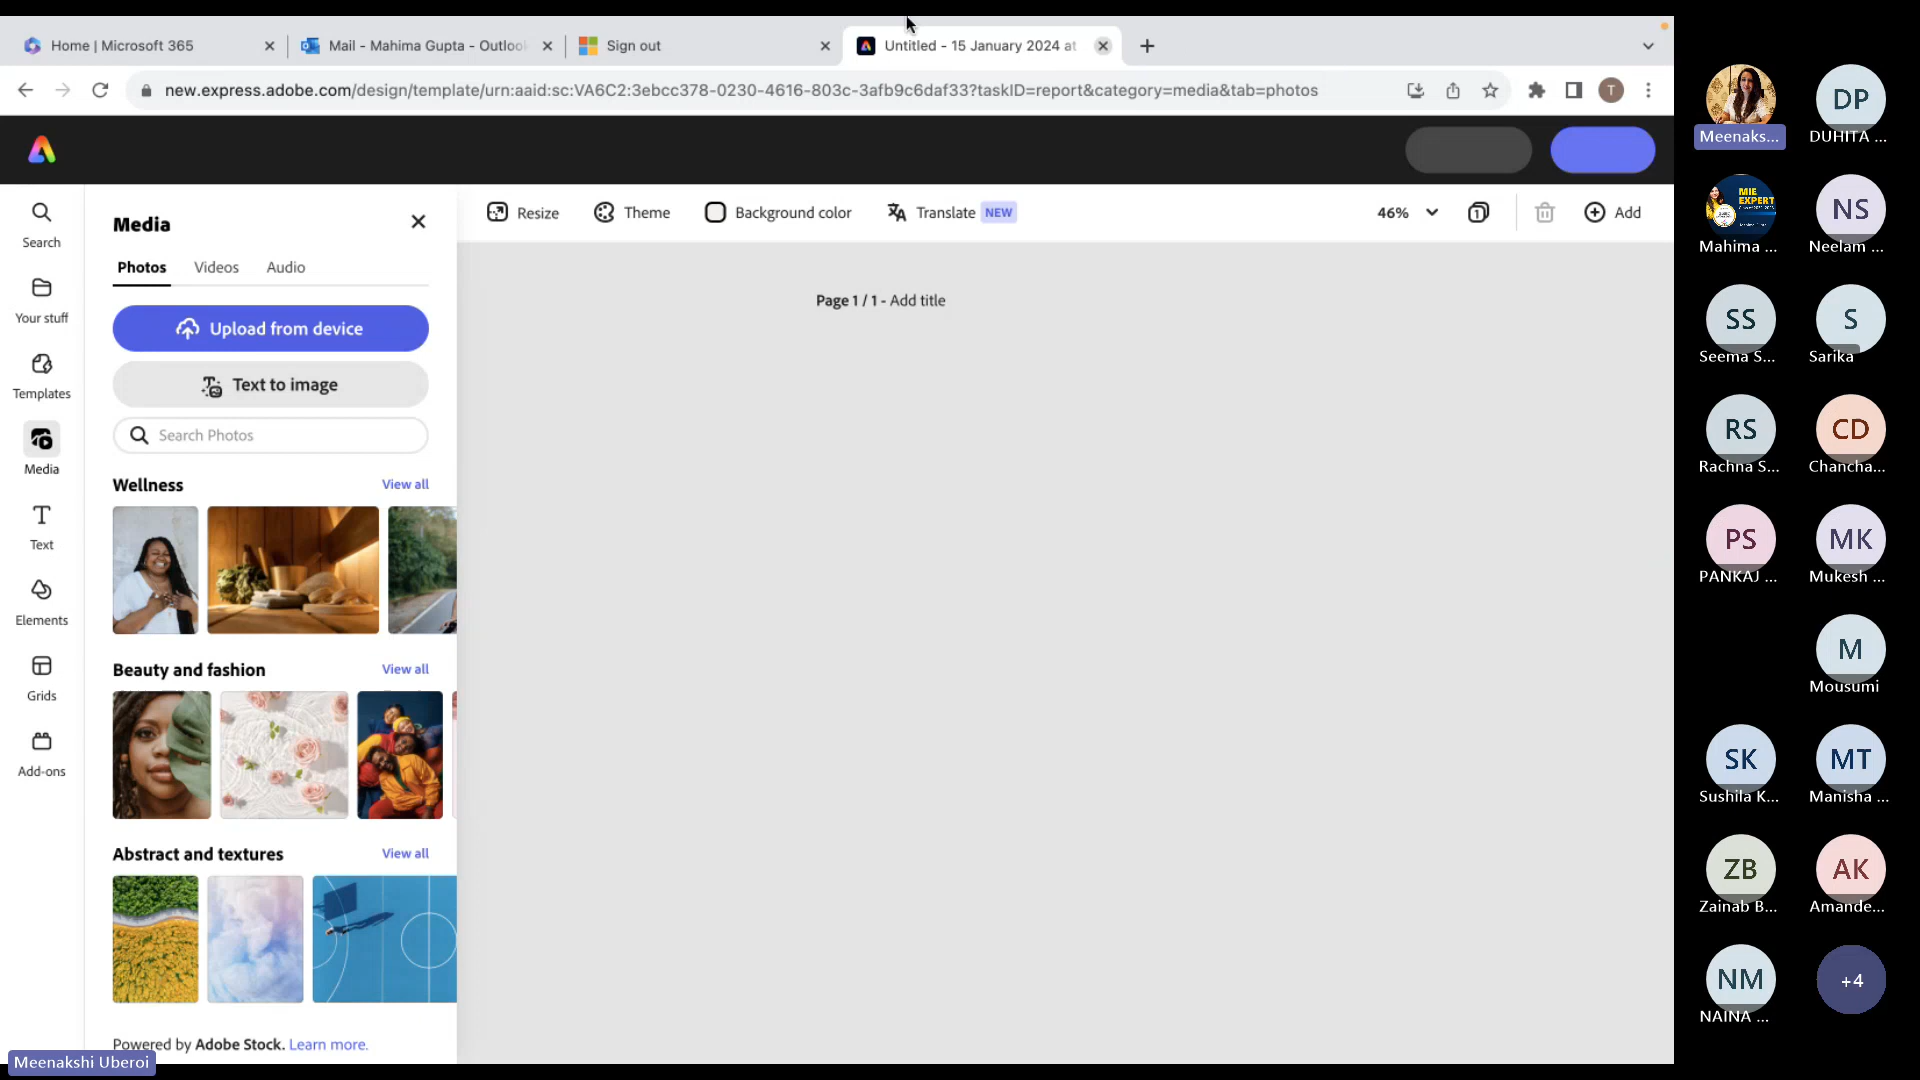 Home | Microsoft 365
Mail - Mahima Gupta - Outloo
Sign out
Untitled - 15 January 2024 at
new.express.adobe.com/design/template/urn:aaid:sc:VA6C2:3ebcc378-0230-4616-803c-3afb9c6daf33?taskID=report&category=media&tab=photos
T
Search
Your stuff
Templates
Media
Text
Elements
Grids
Add-ons
Media
Photos Videos Audio
Upload from device
Text to image
Search Photos
Wellness View all
Beauty and fashion View all
Abstract and textures View all
Powered by Adobe Stock. Learn more.
Resize Theme Background color Translate NEW
46% 1 Add
Page 1 / 1 - Add title
Meenaks...
DP
DUHITA ...
MIE
EXPERT
Mahima ...
NS
Neelam ...
SS
Seema S...
S
Sarika
RS
Rachna S...
CD
Chancha...
PS
PANKAJ ...
MK
Mukesh ...
M
Mousumi
SK
Sushila K...
MT
Manisha ...
ZB
Zainab B...
AK
Amande...
NM
NAINA ...
+4
Meenakshi Uberoi